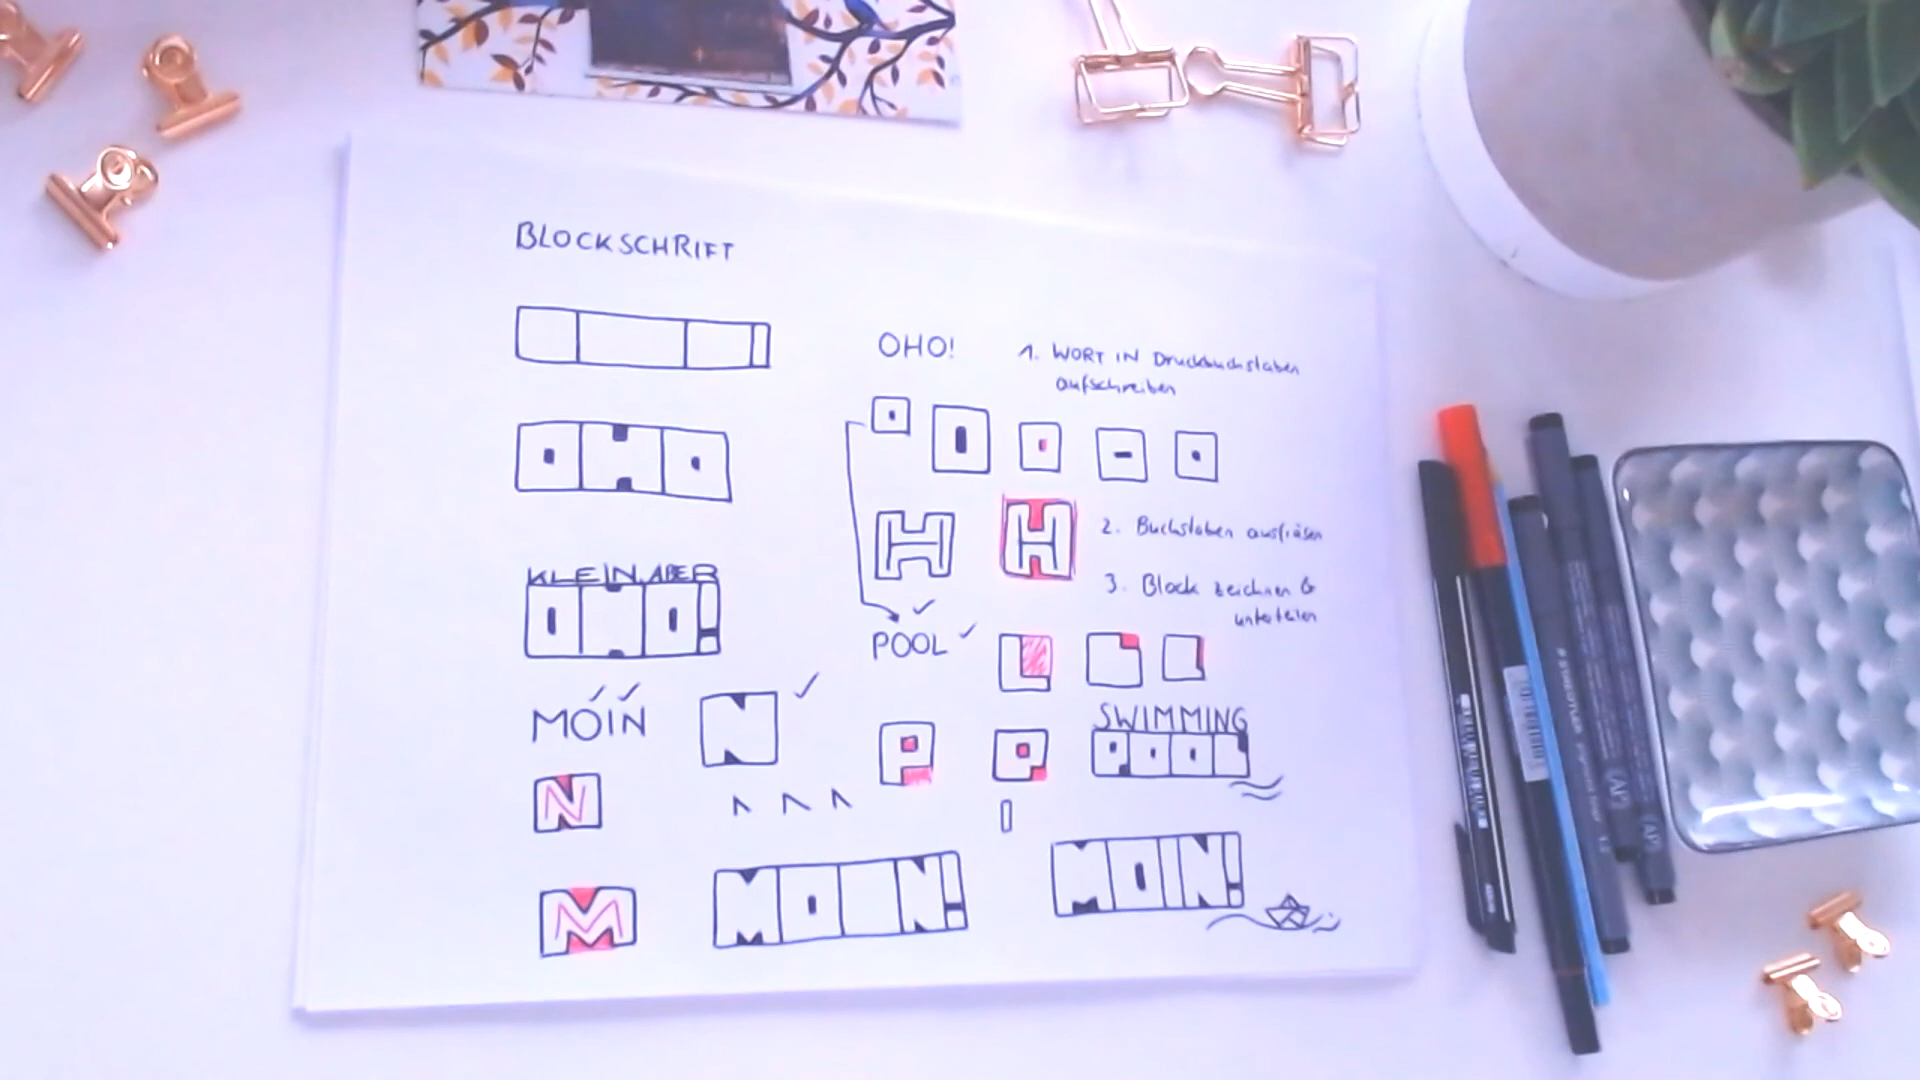 BLOCKSCHRIFT
OHO!
1. WORT IN Druckbuchstaben
aufschreiben
OHO
H H
2. Buchstaben ausfräsen
3. Block zeichnen &
unterteilen
KLEIN, ABER
OHO!
POOL
L
MOIN
N
SWIMMING
POOL
P P
N
M
MOIN!
MOIN!